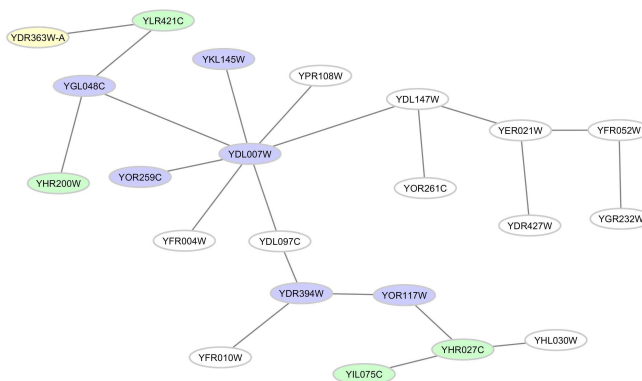 YLR421C
YDR363W-A
YKL145W
YPR108W
YGL048C
YDL147W
YER021W
YFR052W
YDL007W
YOR259C
YHR200W
YOR261C
YGR232W
YDR427W
YFR004W
YDL097C
YDR394W
YOR117W
YHL030W
YHR027C
YFR010W
YIL075C